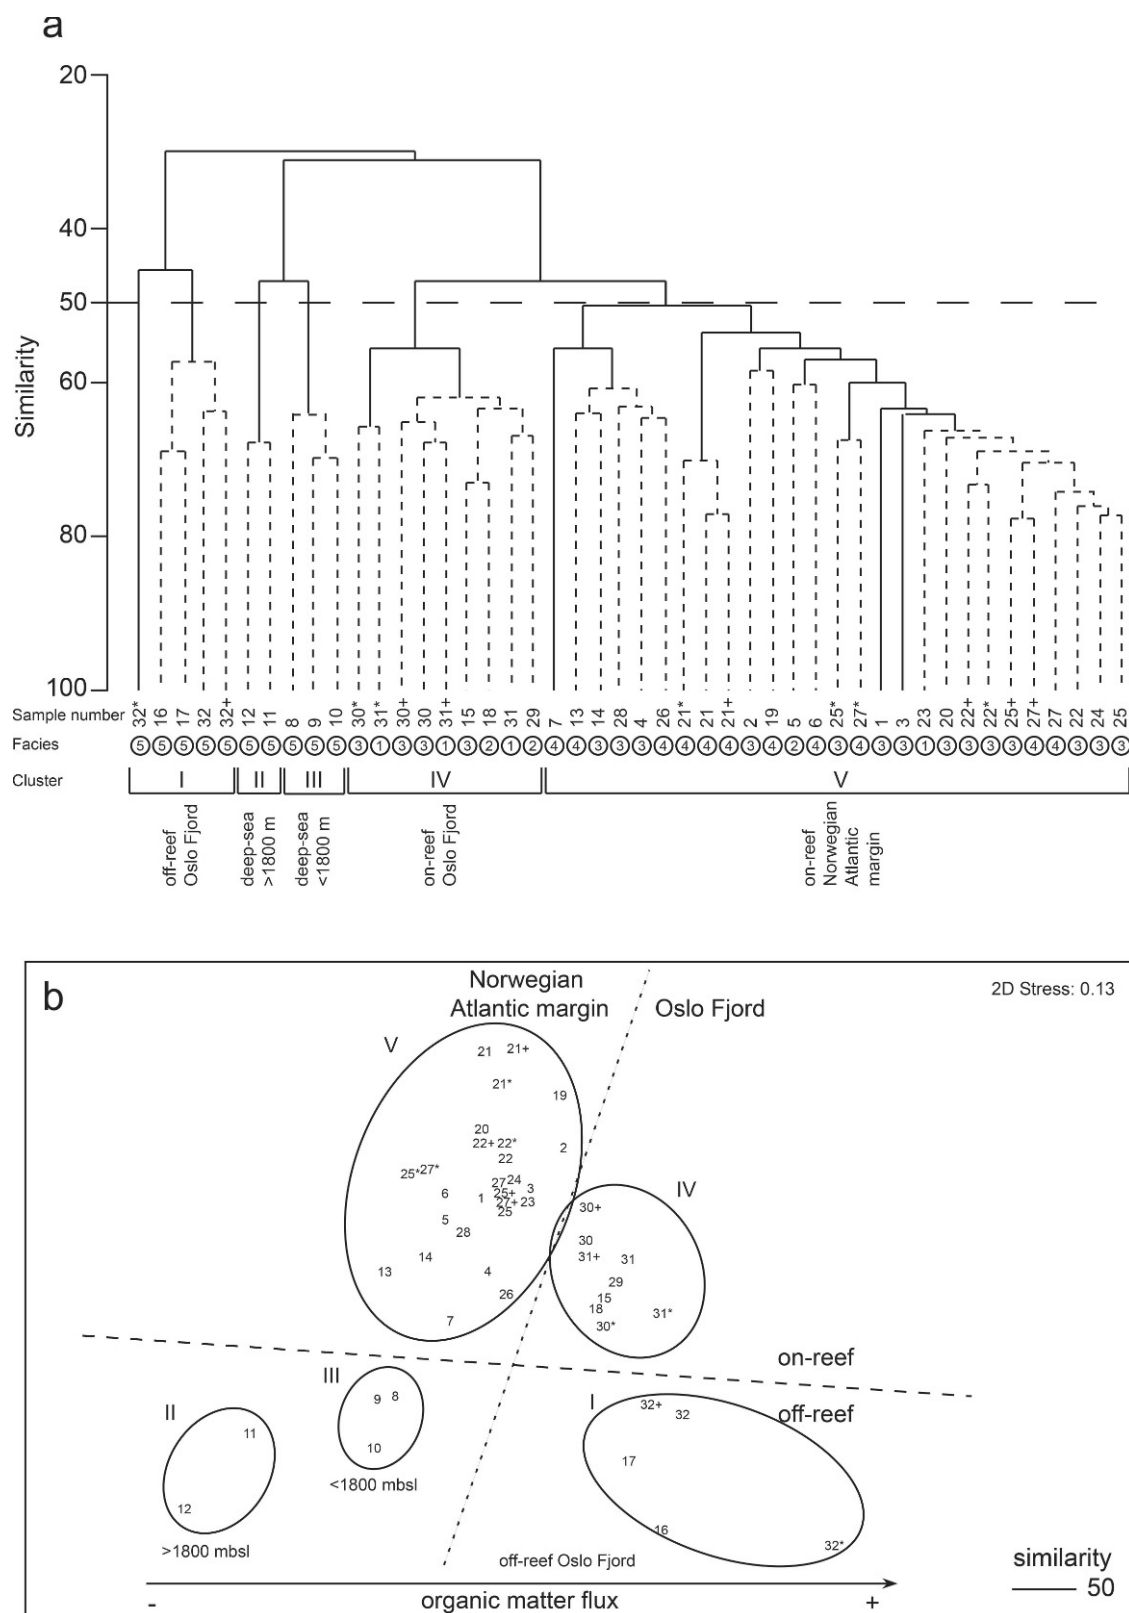 a
20
40
50
60
80
100
Similarity
Sample number 32* 16 17 32 32+ 12 11 8 9 10 30* 31* 30+ 30 31+ 15 18 31 29 7 13 14 28 4 26 21* 21 21+ 2 19 5 6 25* 27* 1 3 23 20 22+ 22* 25+ 27+ 27 22 24 25
Facies 5 5 5 5 5 5 5 5 5 5 3 1 3 3 1 3 2 1 2 4 4 3 3 3 4 4 4 4 3 4 2 4 3 4 3 3 1 3 3 3 3 4 4 3 3 3
Cluster I II III IV V
off-reef
Oslo Fjord
deep-sea
>1800 m
deep-sea
<1800 m
on-reef
Oslo Fjord
on-reef
Norwegian
Atlantic
margin
b
Norwegian
Atlantic margin
Oslo Fjord
2D Stress: 0.13
V
21 21+
21*
19
20
22+ 22*
2
22
25* 27*
27 24
6 1 25+ 3
27+ 23
5 25
28
14
13 4
26
7
IV
30+
30
31+ 31
29
15
18 31*
30*
on-reef
off-reef
III
9 8
10
<1800 mbsl
II
11
12
>1800 mbsl
I
32+ 32
17
16
32*
off-reef Oslo Fjord
similarity
50
- organic matter flux +